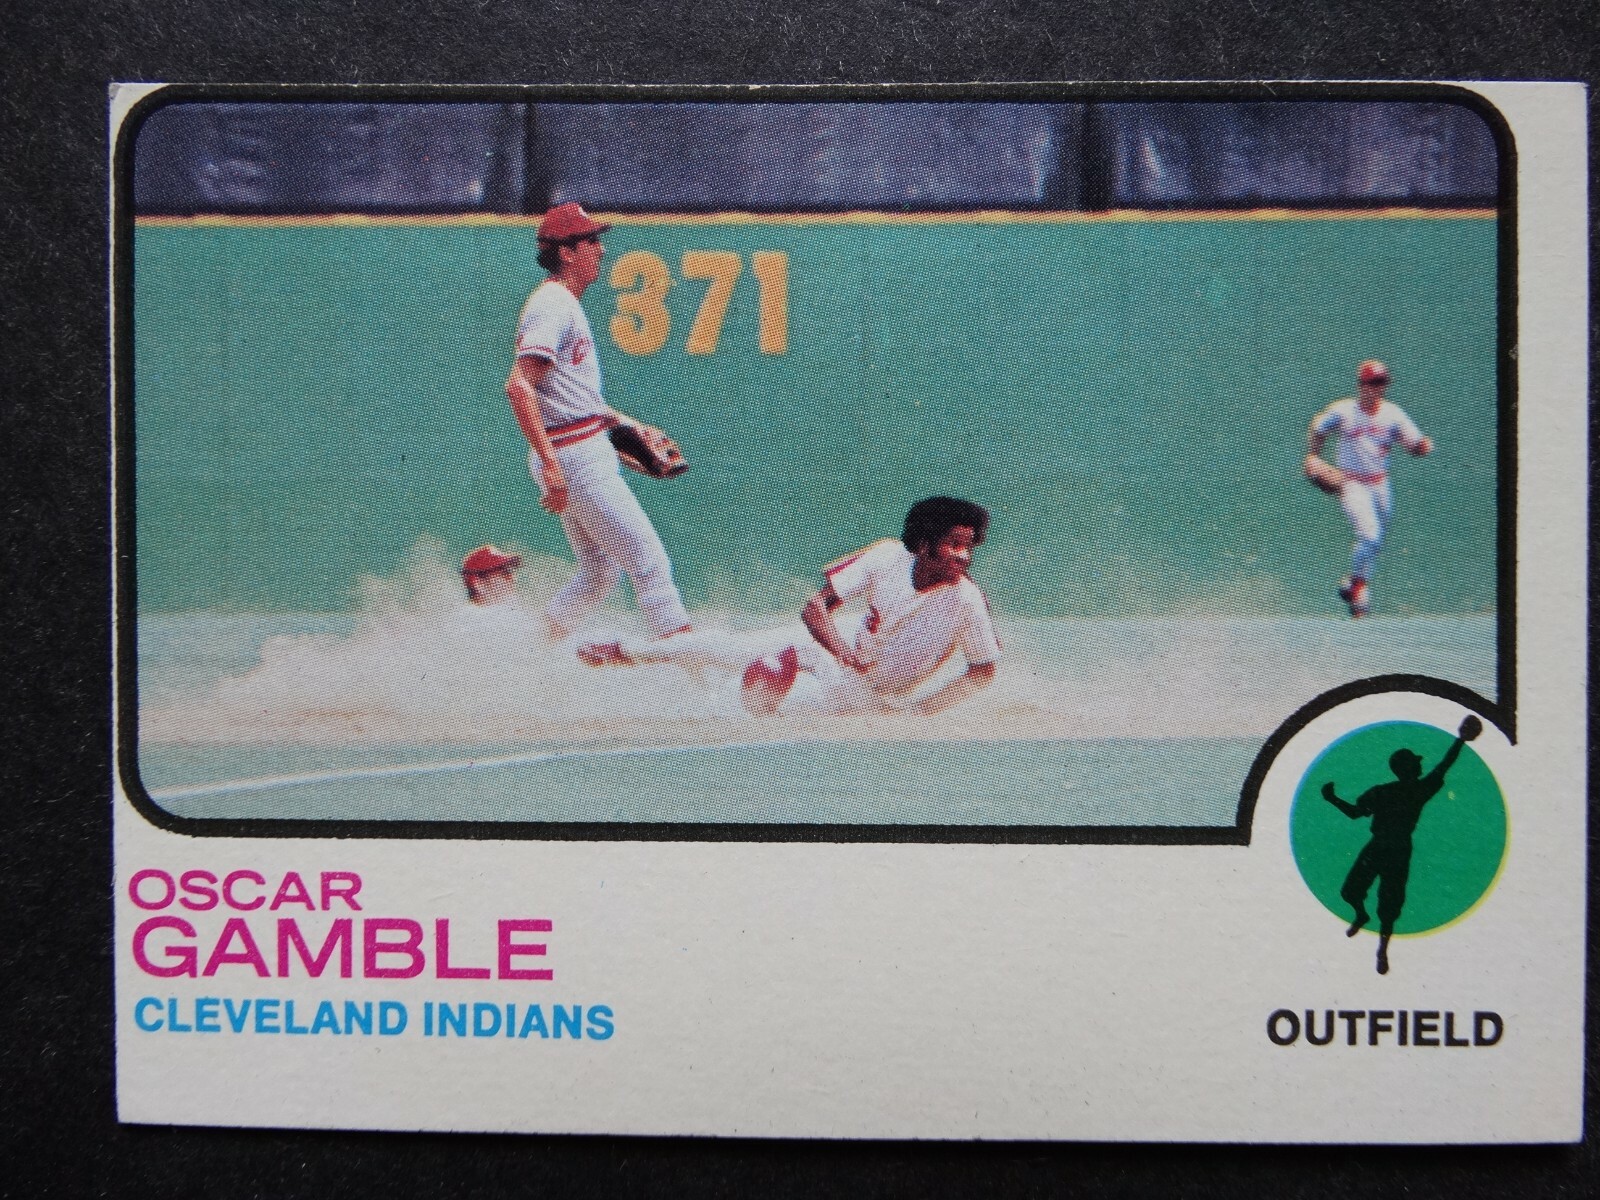 371
OSCAR
GAMBLE
CLEVELAND INDIANS
OUTFIELD